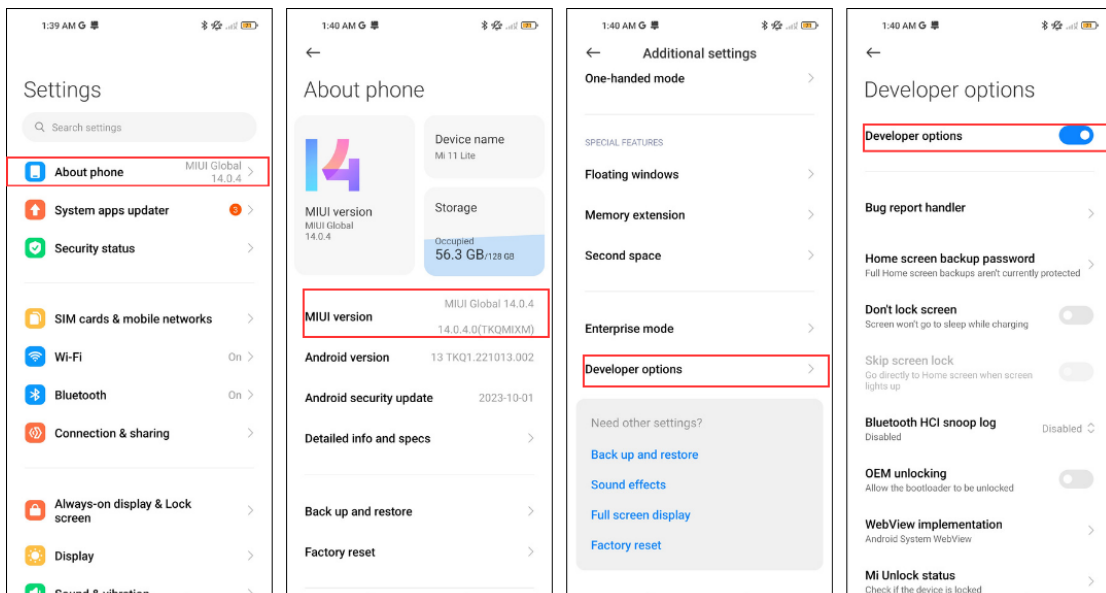 1:39 AM G
Settings
Search settings
About phone
MIUI Global
14.0.4
System apps updater
3
Security status
SIM cards & mobile networks
Wi-Fi
On
Bluetooth
On
Connection & sharing
Always-on display & Lock
screen
Display
Sound & vibration
1:40 AM G
About phone
MIUI version
MIUI Global
14.0.4
Device name
Mi 11 Lite
Storage
Occupied
56.3 GB/128 GB
MIUI version
MIUI Global 14.0.4
14.0.4.0(TKQMIXM)
Android version
13 TKQ1.221013.002
Android security update
2023-10-01
Detailed info and specs
Back up and restore
Factory reset
1:40 AM G
Additional settings
One-handed mode
SPECIAL FEATURES
Floating windows
Memory extension
Second space
Enterprise mode
Developer options
Need other settings?
Back up and restore
Sound effects
Full screen display
Factory reset
1:40 AM G
Developer options
Developer options
Bug report handler
Home screen backup password
Full Home screen backups aren't currently protected
Don't lock screen
Screen won't go to sleep while charging
Skip screen lock
Go directly to Home screen when screen
lights up
Bluetooth HCI snoop log
Disabled
Disabled
OEM unlocking
Allow the bootloader to be unlocked
WebView implementation
Android System WebView
Mi Unlock status
Check if the device is locked